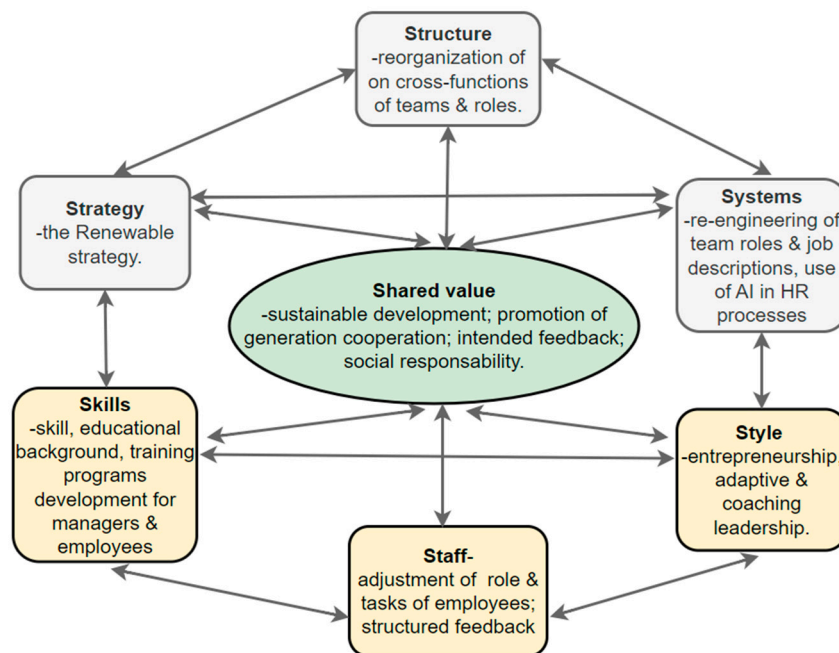 Structure
-reorganization of
on cross-functions
of teams & roles.
Strategy
-the Renewable
strategy.
Systems
-re-engineering of
team roles & job
descriptions, use
of AI in HR
processes
Shared value
-sustainable development; promotion of
generation cooperation; intended feedback;
social responsability.
Skills
-skill, educational
background, training
programs
development for
managers &
employees
Style
-entrepreneurship,
adaptive &
coaching
leadership.
Staff-
adjustment of role &
tasks of employees;
structured feedback